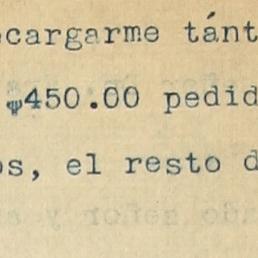 ecargarme tánt
$450.00 pedid
os, el resto d